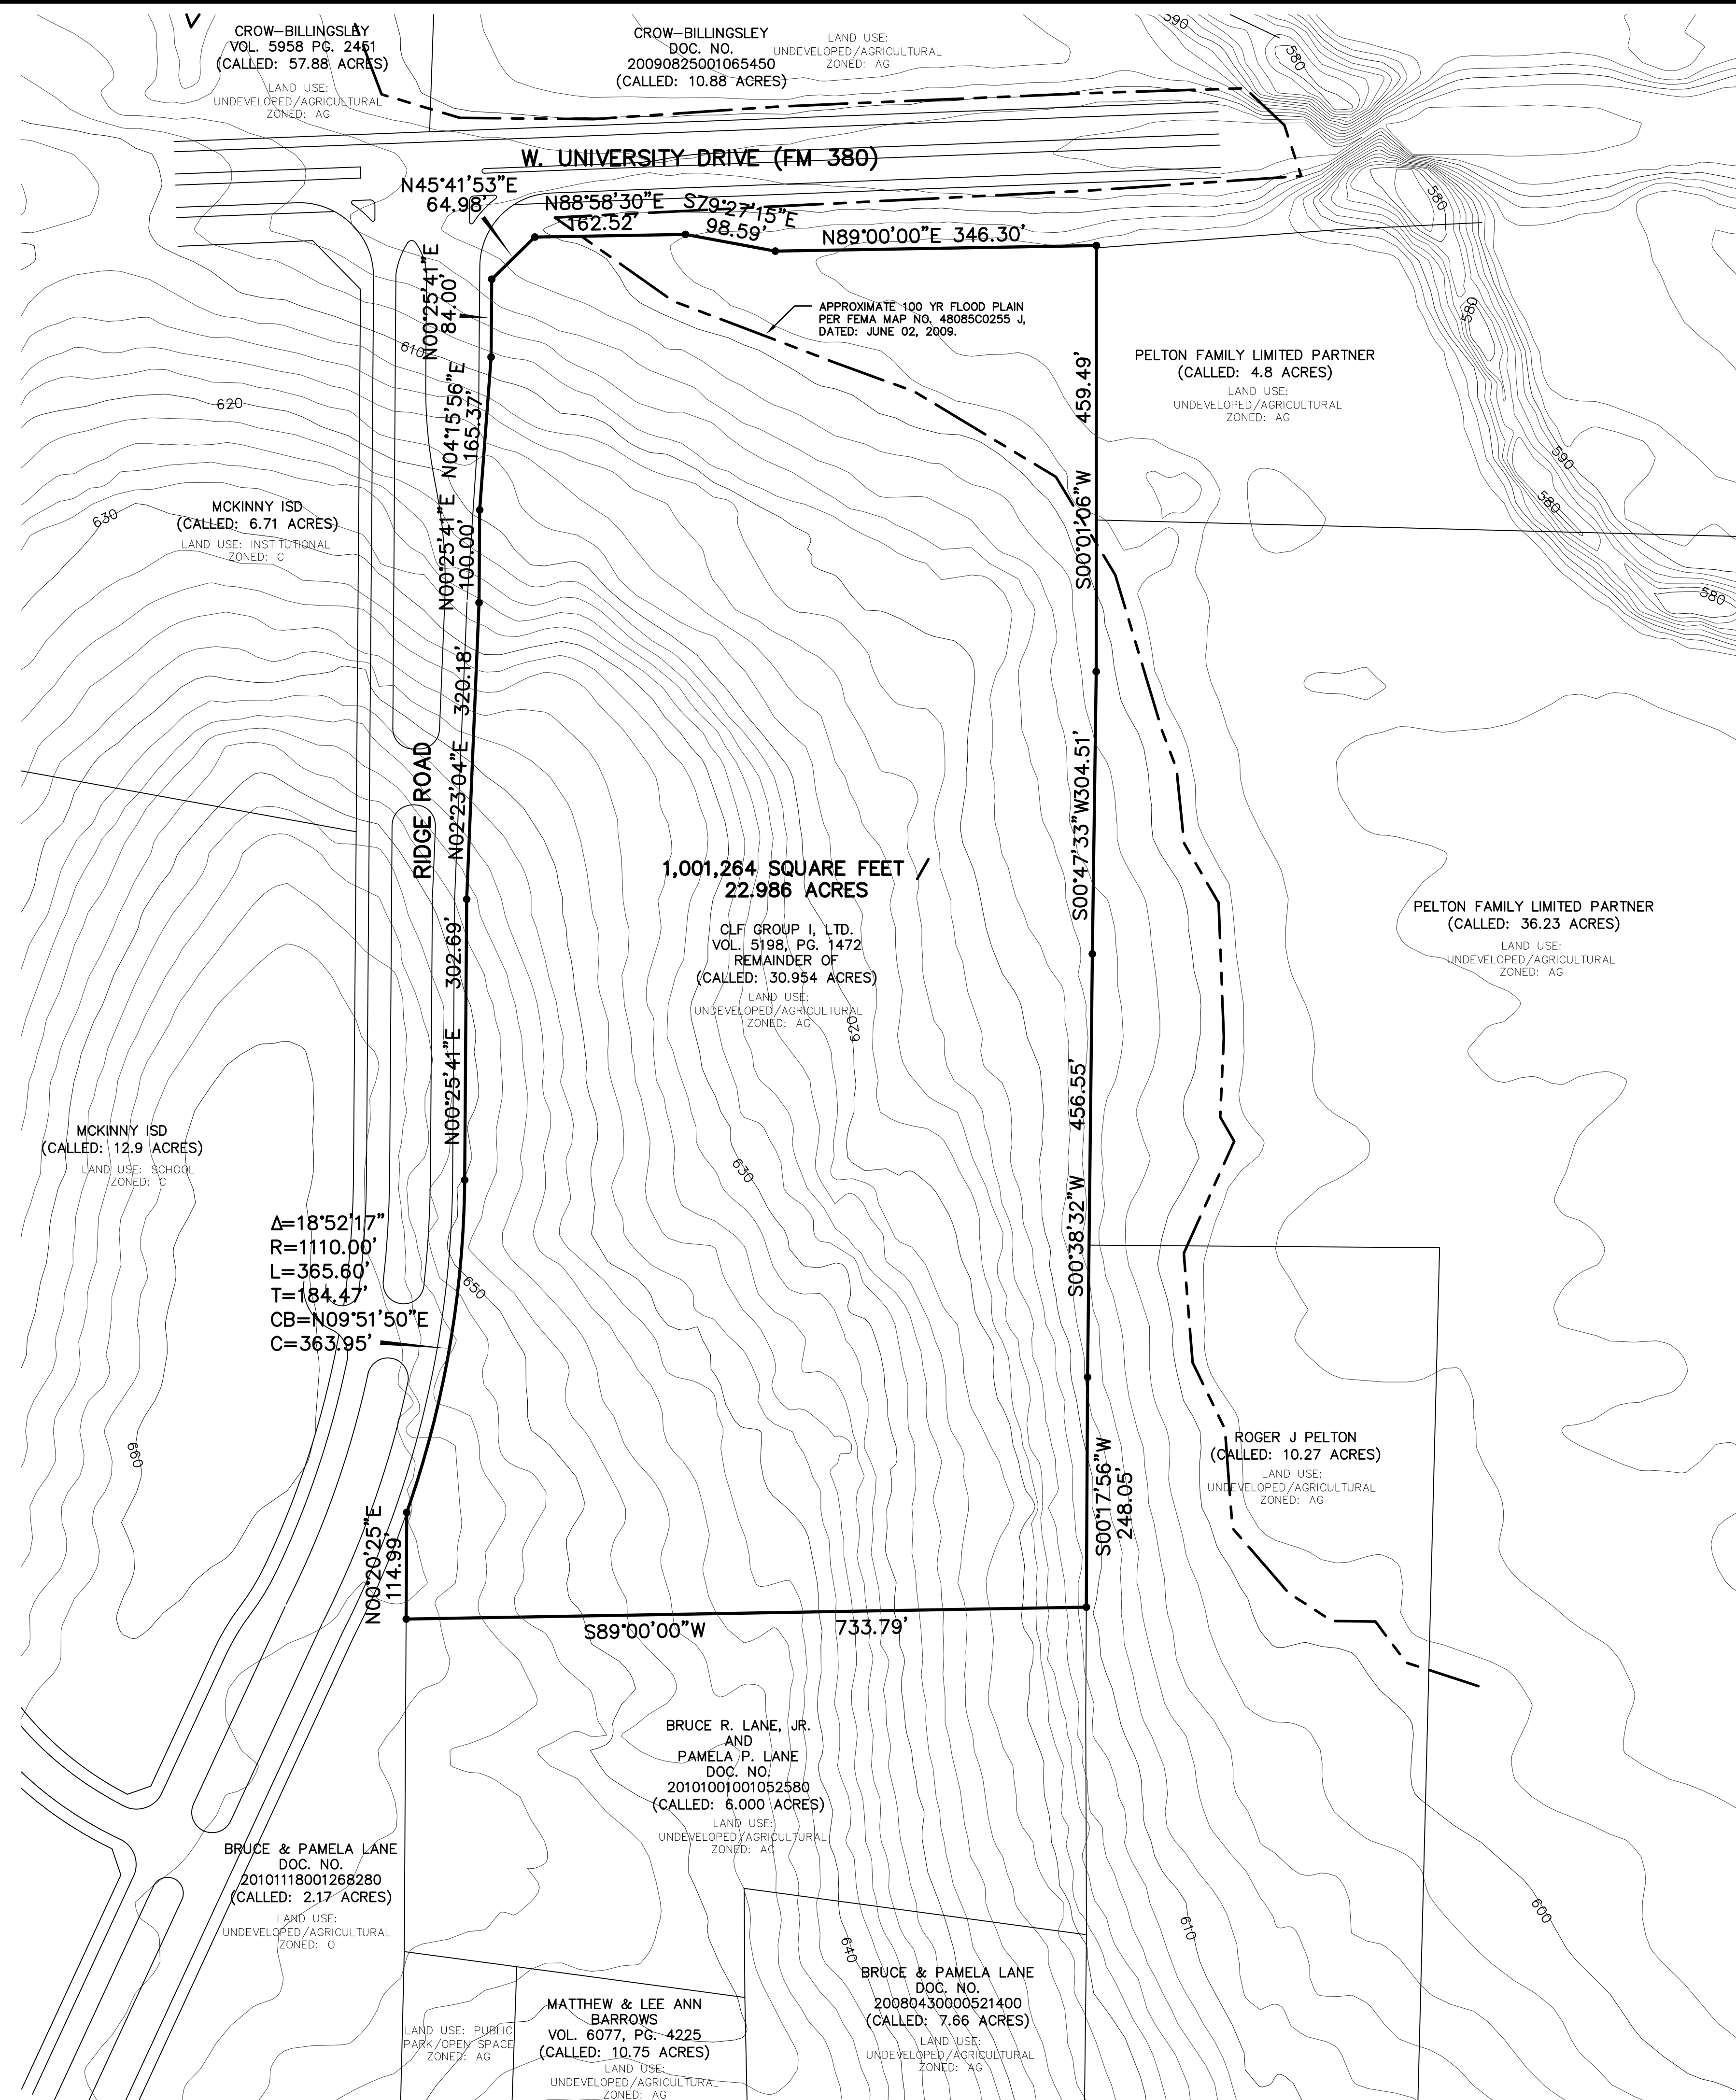 CROW-BILLINGSLEY
VOL. 5958 PG. 2451
(CALLED: 57.88 ACRES)
LAND USE:
UNDEVELOPED/AGRICULTURAL
ZONED: AG
CROW-BILLINGSLEY
DOC. NO.
20090825001065450
(CALLED: 10.88 ACRES)
LAND USE:
UNDEVELOPED/AGRICULTURAL
ZONED: AG
590
580
W. UNIVERSITY DRIVE (FM 380)
N45°41'53"E
64.98'
N88°58'30"E
162.52'
S79°27'15"E
98.59'
N89°00'00"E 346.30'
580
N00°25'41"E
84.00'
APPROXIMATE 100 YR FLOOD PLAIN
PER FEMA MAP NO. 48085C0255 J,
DATED: JUNE 02, 2009.
580
610
620
N04°15'56"E
165.37'
459.49'
S00°01'06"W
PELTON FAMILY LIMITED PARTNER
(CALLED: 4.8 ACRES)
LAND USE:
UNDEVELOPED/AGRICULTURAL
ZONED: AG
590
580
580
630
MCKINNY ISD
(CALLED: 6.71 ACRES)
LAND USE: INSTITUTIONAL
ZONED: C
N00°25'41"E
100.00'
RIDGE ROAD
N02°23'04"E 320.18'
S00°47'33"W304.51'
1,001,264 SQUARE FEET /
22.986 ACRES
CLF GROUP I, LTD.
VOL. 5198, PG. 1472
REMAINDER OF
(CALLED: 30.954 ACRES)
LAND USE:
UNDEVELOPED/AGRICULTURAL
ZONED: AG
620
PELTON FAMILY LIMITED PARTNER
(CALLED: 36.23 ACRES)
LAND USE:
UNDEVELOPED/AGRICULTURAL
ZONED: AG
N00°25'41"E 302.69'
S00°38'32"W 456.55'
MCKINNY ISD
(CALLED: 12.9 ACRES)
LAND USE: SCHOOL
ZONED: C
630
Δ=18°52'17"
R=1110.00'
L=365.60'
T=184.47'
CB=N09°51'50"E
C=363.95'
650
660
ROGER J PELTON
(CALLED: 10.27 ACRES)
LAND USE:
UNDEVELOPED/AGRICULTURAL
ZONED: AG
N00°20'25"E
114.99'
S00°17'56"W
248.05'
S89°00'00"W 733.79'
BRUCE R. LANE, JR.
AND
PAMELA P. LANE
DOC. NO.
20101001001052580
(CALLED: 6.000 ACRES)
LAND USE:
UNDEVELOPED/AGRICULTURAL
ZONED: AG
BRUCE & PAMELA LANE
DOC. NO.
20101118001268280
(CALLED: 2.17 ACRES)
LAND USE:
UNDEVELOPED/AGRICULTURAL
ZONED: O
640
610
600
BRUCE & PAMELA LANE
DOC. NO.
20080430000521400
(CALLED: 7.66 ACRES)
LAND USE:
UNDEVELOPED/AGRICULTURAL
ZONED: AG
LAND USE: PUBLIC
PARK/OPEN SPACE
ZONED: AG
MATTHEW & LEE ANN
BARROWS
VOL. 6077, PG. 4225
(CALLED: 10.75 ACRES)
LAND USE:
UNDEVELOPED/AGRICULTURAL
ZONED: AG